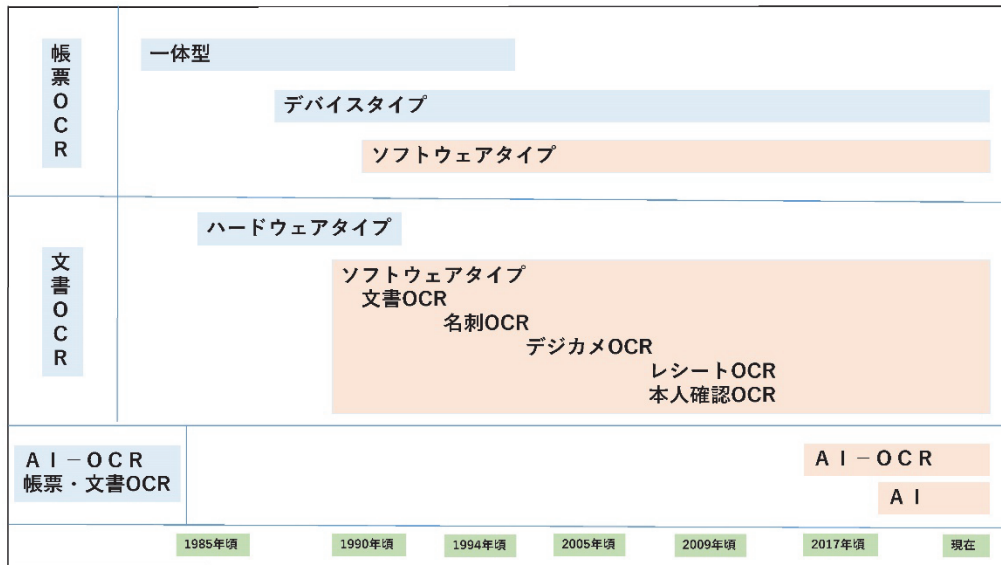 帳票OCR
一体型
デバイスタイプ
ソフトウェアタイプ
文書OCR
ハードウェアタイプ
ソフトウェアタイプ
文書OCR
名刺OCR
デジカメOCR
レシートOCR
本人確認OCR
AI－OCR
帳票・文書OCR
AI－OCR
AI
1985年頃
1990年頃
1994年頃
2005年頃
2009年頃
2017年頃
現在